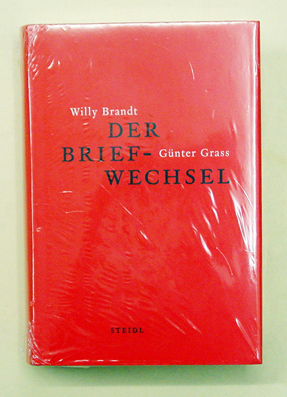 Willy Brandt
DER
BRIEF-
Günter Grass
WECHSEL
STEIDL